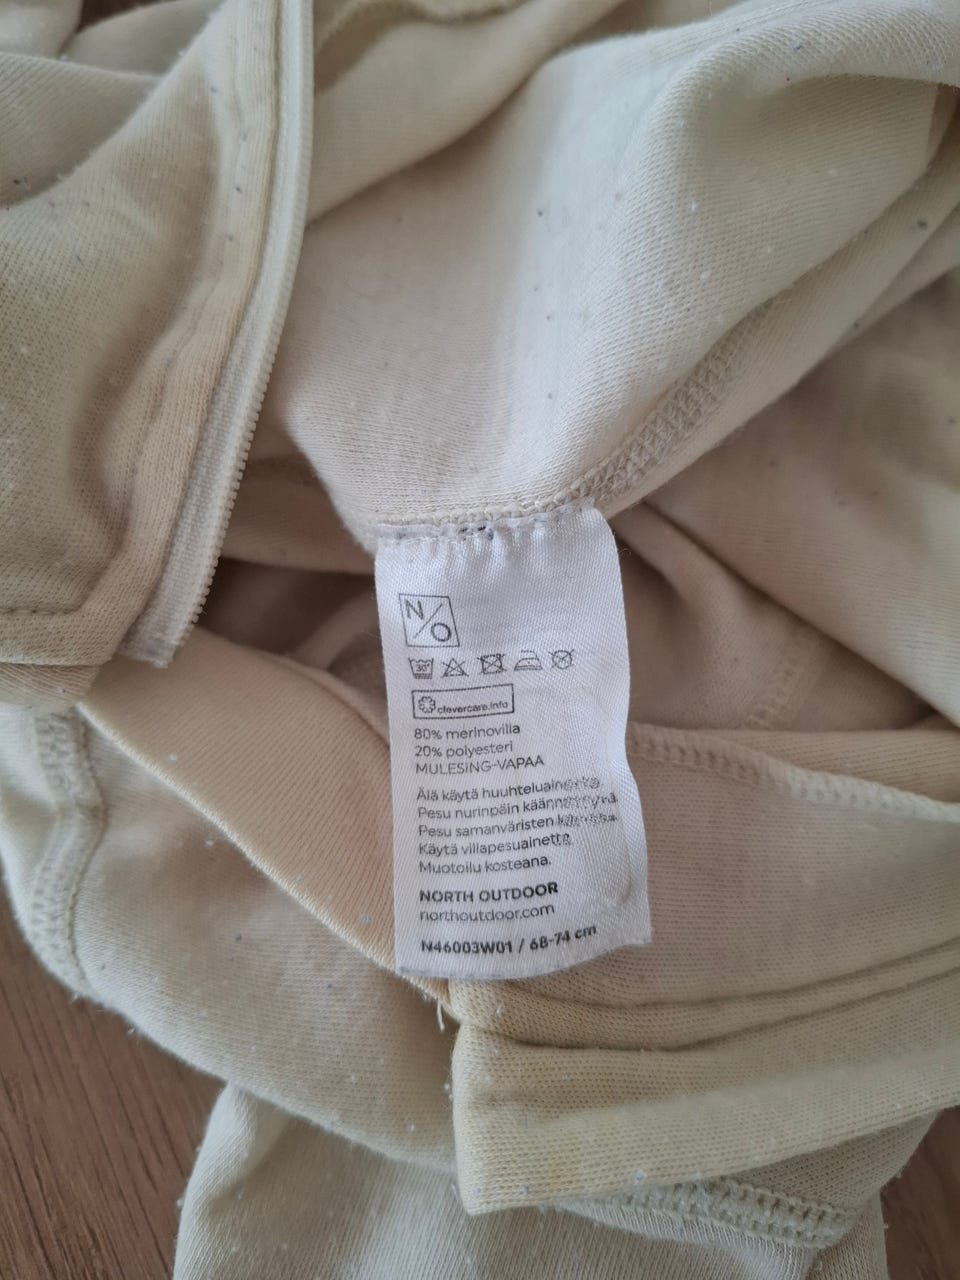 N/O
30°
clevercare.info
80% merinovilla
20% polyesteri
MULESING-VAPAA
Älä käytä huuhteluainetta
Pesu nurinpäin käännettynä
Pesu samanväristen kanssa
Käytä villapesuainetta
Muotoilu kosteana.
NORTH OUTDOOR
northoutdoor.com
N46003W01 / 68-74 cm